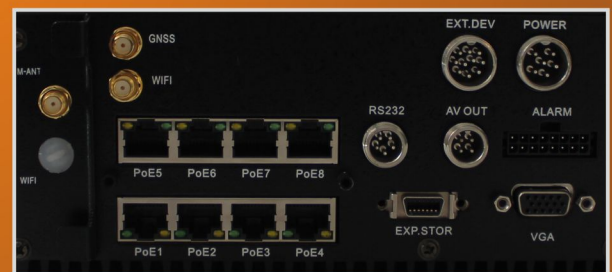 EXT.DEV POWER
GNSS
M-ANT
WIFI
RS232 AV OUT ALARM
PoE5 PoE6 PoE7 PoE8
WIFI
EXP.STOR VGA
PoE1 PoE2 PoE3 PoE4